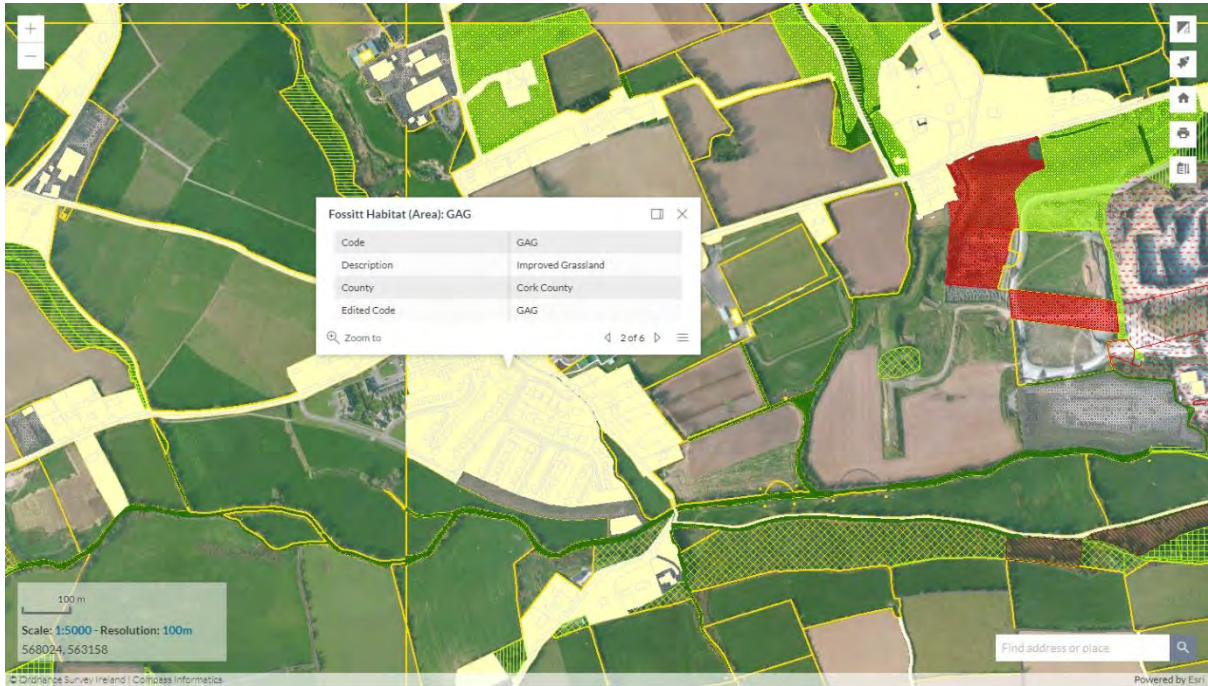 +
−
Fossitt Habitat (Area): GAG
Code GAG
Description Improved Grassland
County Cork County
Edited Code GAG
Zoom to 2 of 6
100 m
Scale: 1:5000 - Resolution: 100m
568024, 563158
Find address or place
© Ordnance Survey Ireland | Compass Informatics
Powered by Esri